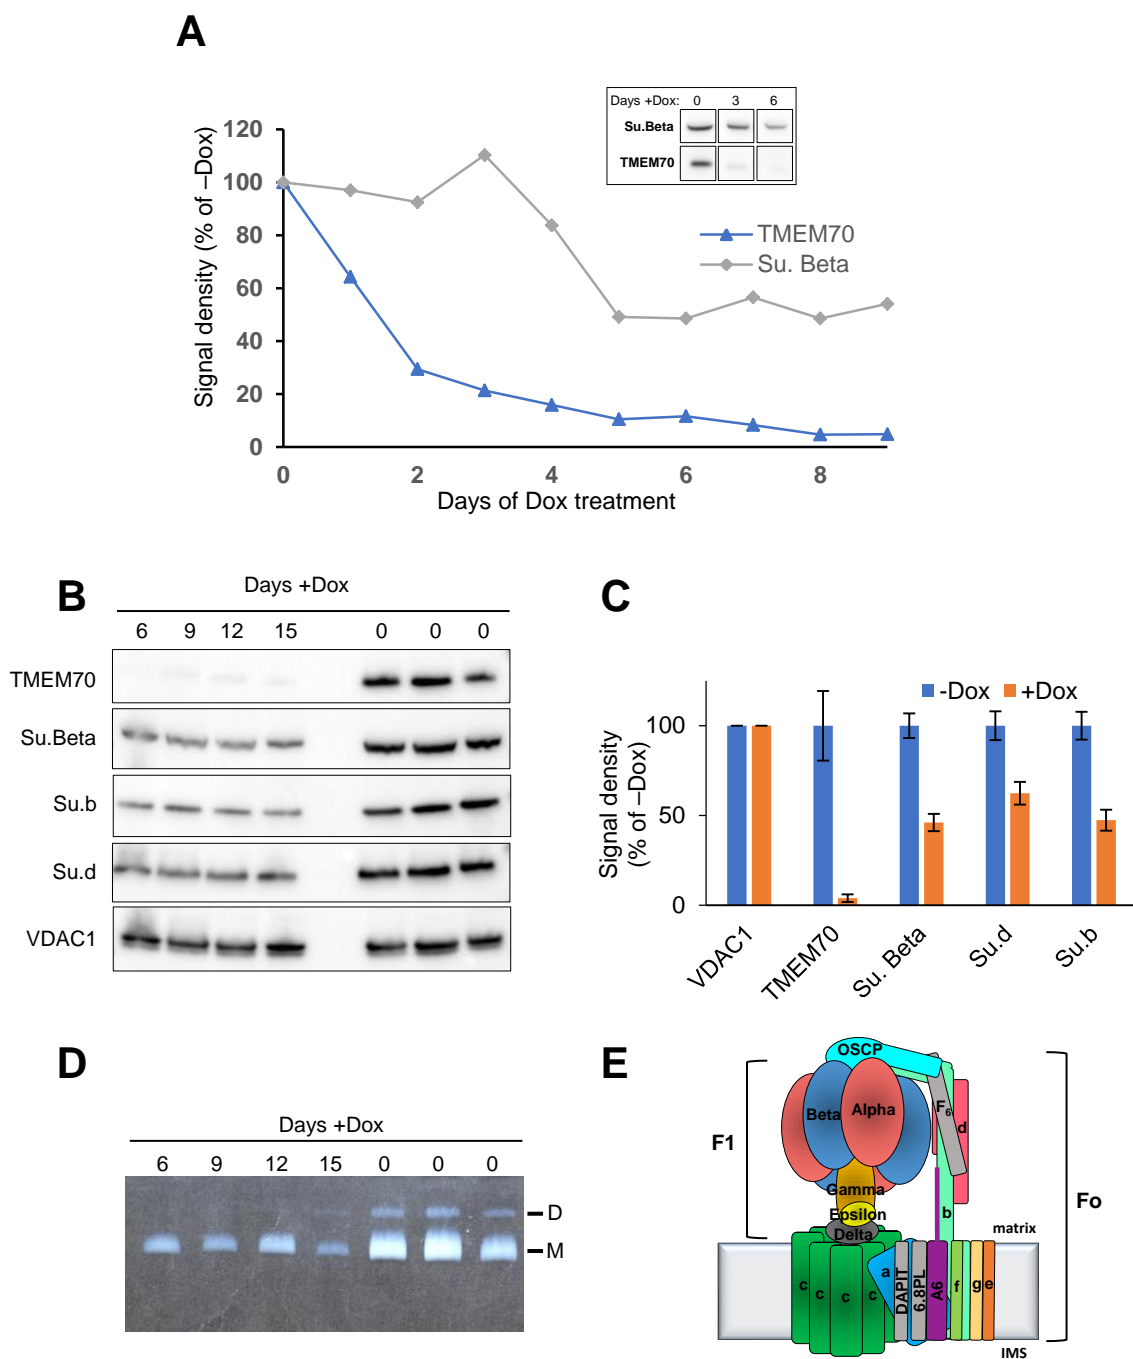 A
Days +Dox: 0 3 6
Su.Beta
TMEM70
120
100
80
60
40
20
0
Signal density (% of –Dox)
TMEM70
Su. Beta
0 2 4 6 8
Days of Dox treatment
B
Days +Dox
6 9 12 15 0 0 0
TMEM70
Su.Beta
Su.b
Su.d
VDAC1
C
-Dox +Dox
100
50
0
Signal density
(% of –Dox)
VDAC1
TMEM70
Su. Beta
Su.d
Su.b
D
Days +Dox
6 9 12 15 0 0 0
D
M
E
OSCP
Beta
Alpha
F6
d
F1
Gamma
Epsilon
Delta
b
Fo
matrix
c
c
c
c
a
DAPIT
6.8PL
A6
f
g
e
IMS